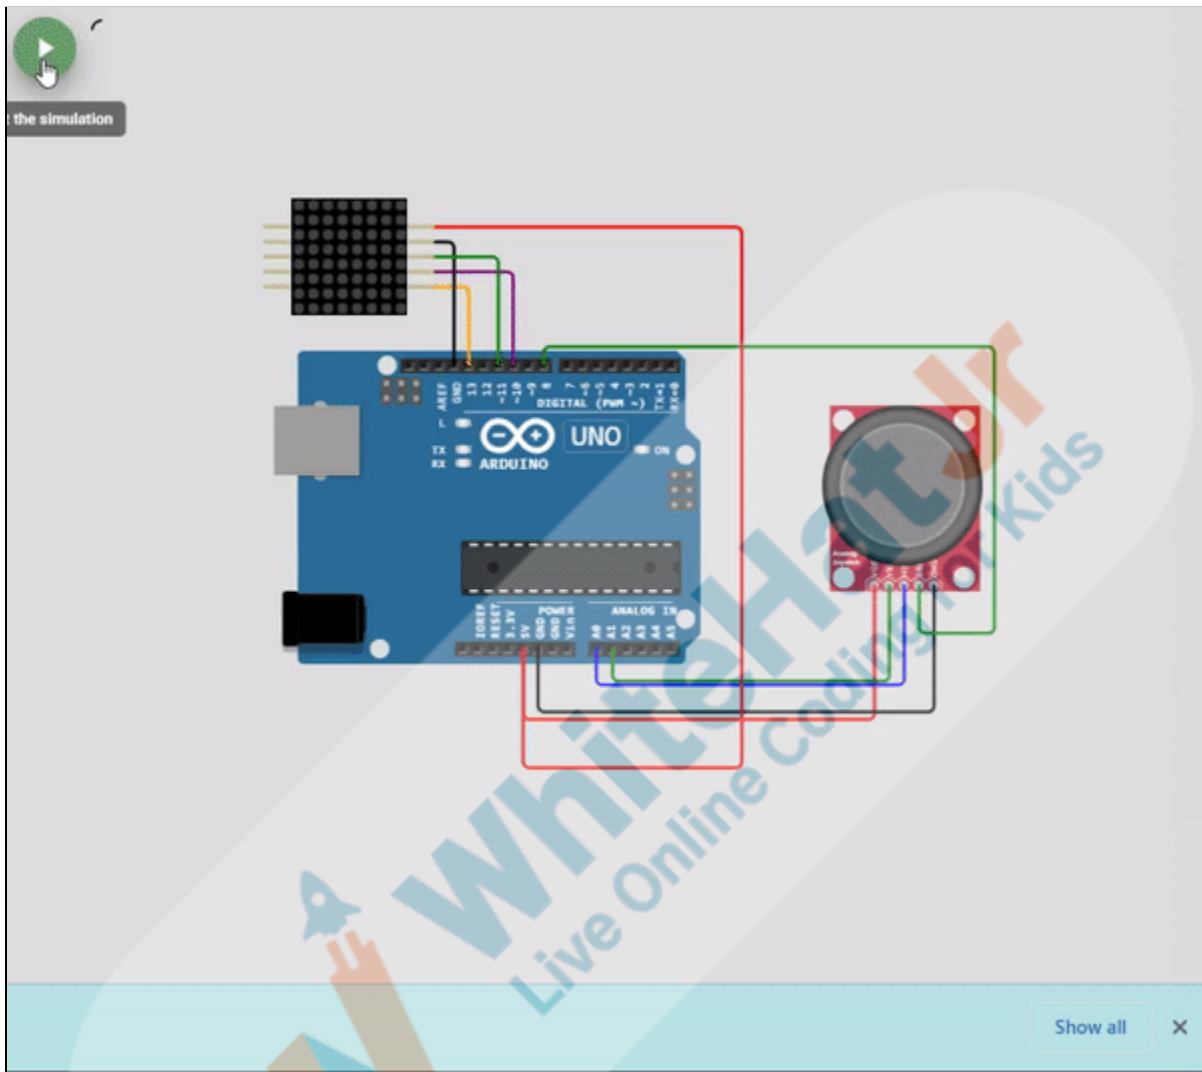 t the simulation
AREF
GND
13
12
~11
~10
~9
8
7
~6
~5
4
~3
2
TX→1
RX←0
DIGITAL (PWM ~)
L
TX
RX
UNO
ON
ARDUINO
Analog
Joystick
IOREF
RESET
3.3V
5V
GND
GND
Vin
POWER
ANALOG IN
A0
A1
A2
A3
A4
A5
WhiteHat Jr
Live Online Coding for Kids
Show all